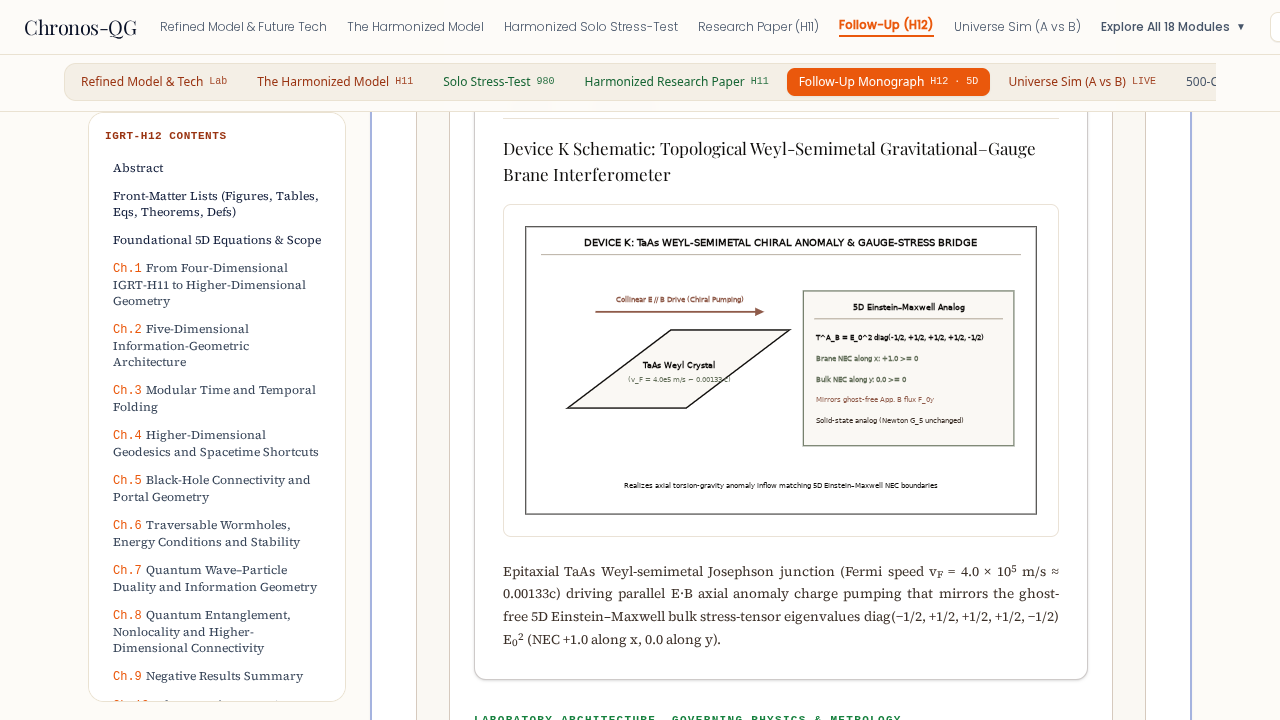 Chronos-QG
Refined Model & Future Tech
The Harmonized Model
Harmonized Solo Stress-Test
Research Paper (H11)
Follow-Up (H12)
Universe Sim (A vs B)
Explore All 18 Modules ▼
Refined Model & Tech Lab
The Harmonized Model H11
Solo Stress-Test 980
Harmonized Research Paper H11
Follow-Up Monograph H12 · 5D
Universe Sim (A vs B) LIVE
IGRT-H12 CONTENTS
Abstract
Front-Matter Lists (Figures, Tables,
Eqs, Theorems, Defs)
Foundational 5D Equations & Scope
Ch.1 From Four-Dimensional
IGRT-H11 to Higher-Dimensional
Geometry
Ch.2 Five-Dimensional
Information-Geometric
Architecture
Ch.3 Modular Time and Temporal
Folding
Ch.4 Higher-Dimensional
Geodesics and Spacetime Shortcuts
Ch.5 Black-Hole Connectivity and
Portal Geometry
Ch.6 Traversable Wormholes,
Energy Conditions and Stability
Ch.7 Quantum Wave–Particle
Duality and Information Geometry
Ch.8 Quantum Entanglement,
Nonlocality and Higher-
Dimensional Connectivity
Ch.9 Negative Results Summary
Device K Schematic: Topological Weyl-Semimetal Gravitational–Gauge
Brane Interferometer
DEVICE K: TaAs WEYL-SEMIMETAL CHIRAL ANOMALY & GAUGE-STRESS BRIDGE
Collinear E // B Drive (Chiral Pumping)
TaAs Weyl Crystal
(v_F = 4.0e5 m/s ~ 0.00133 c)
5D Einstein–Maxwell Analog
T^A_B = E_0^2 diag(-1/2, +1/2, +1/2, +1/2, -1/2)
Brane NEC along x: +1.0 >= 0
Bulk NEC along y: 0.0 >= 0
Mirrors ghost-free App. B flux F_0y
Solid-state analog (Newton G_5 unchanged)
Realizes axial torsion-gravity anomaly inflow matching 5D Einstein–Maxwell NEC boundaries
Epitaxial TaAs Weyl-semimetal Josephson junction (Fermi speed v_F = 4.0 × 10⁵ m/s ≈
0.00133c) driving parallel E·B axial anomaly charge pumping that mirrors the ghost-
free 5D Einstein–Maxwell bulk stress-tensor eigenvalues diag(−1/2, +1/2, +1/2, +1/2, −1/2)
E₀² (NEC +1.0 along x, 0.0 along y).
LABORATORY ARCHITECTURE, GOVERNING PHYSICS & METROLOGY